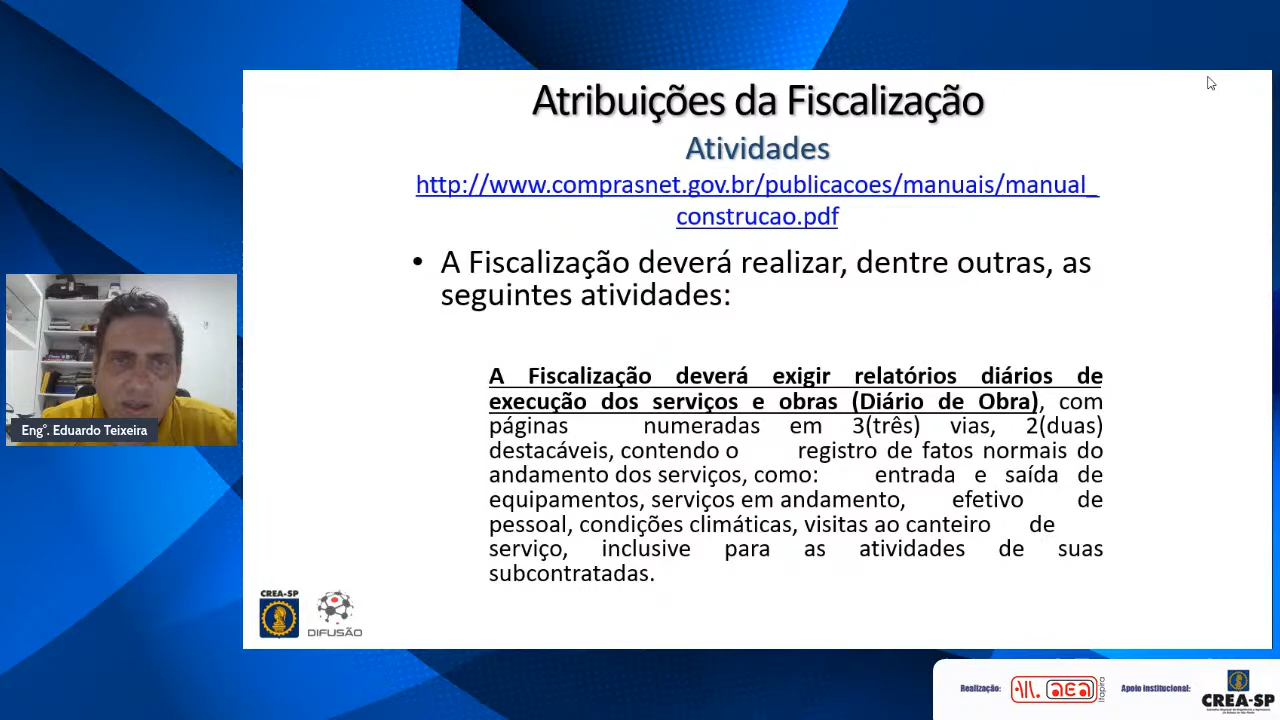 Atribuições da Fiscalização
Atividades
http://www.comprasnet.gov.br/publicacoes/manuais/manual_
construcao.pdf
• A Fiscalização deverá realizar, dentre outras, as
seguintes atividades:
A Fiscalização deverá exigir relatórios diários de
execução dos serviços e obras (Diário de Obra), com
páginas numeradas em 3(três) vias, 2(duas)
destacáveis, contendo o registro de fatos normais do
andamento dos serviços, como: entrada e saída de
equipamentos, serviços em andamento, efetivo de
pessoal, condições climáticas, visitas ao canteiro de
serviço, inclusive para as atividades de suas
subcontratadas.
Eng°. Eduardo Teixeira
CREA-SP
DIFUSÃO
Realização:
aea
Itapira
Apoio Institucional:
CREA-SP